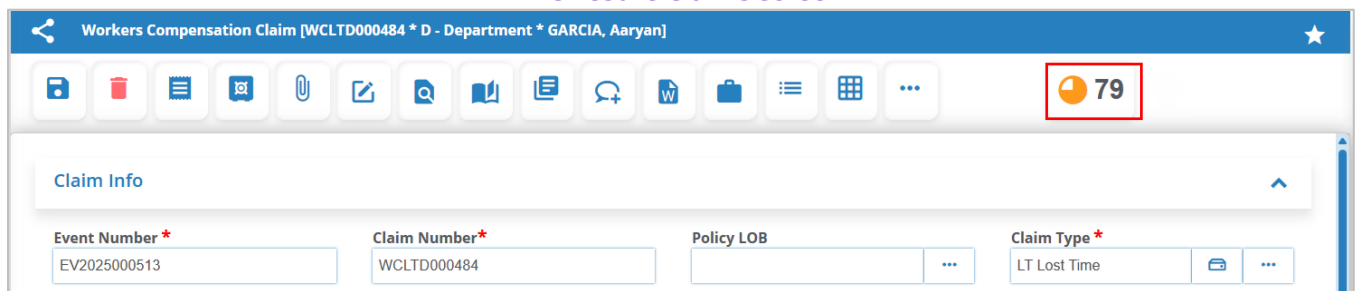 Workers Compensation Claim [WCLTD000484 * D - Department * GARCIA, Aaryan]
W
79
Claim Info
Event Number *
Claim Number*
Policy LOB
Claim Type *
EV2025000513
WCLTD000484
LT Lost Time